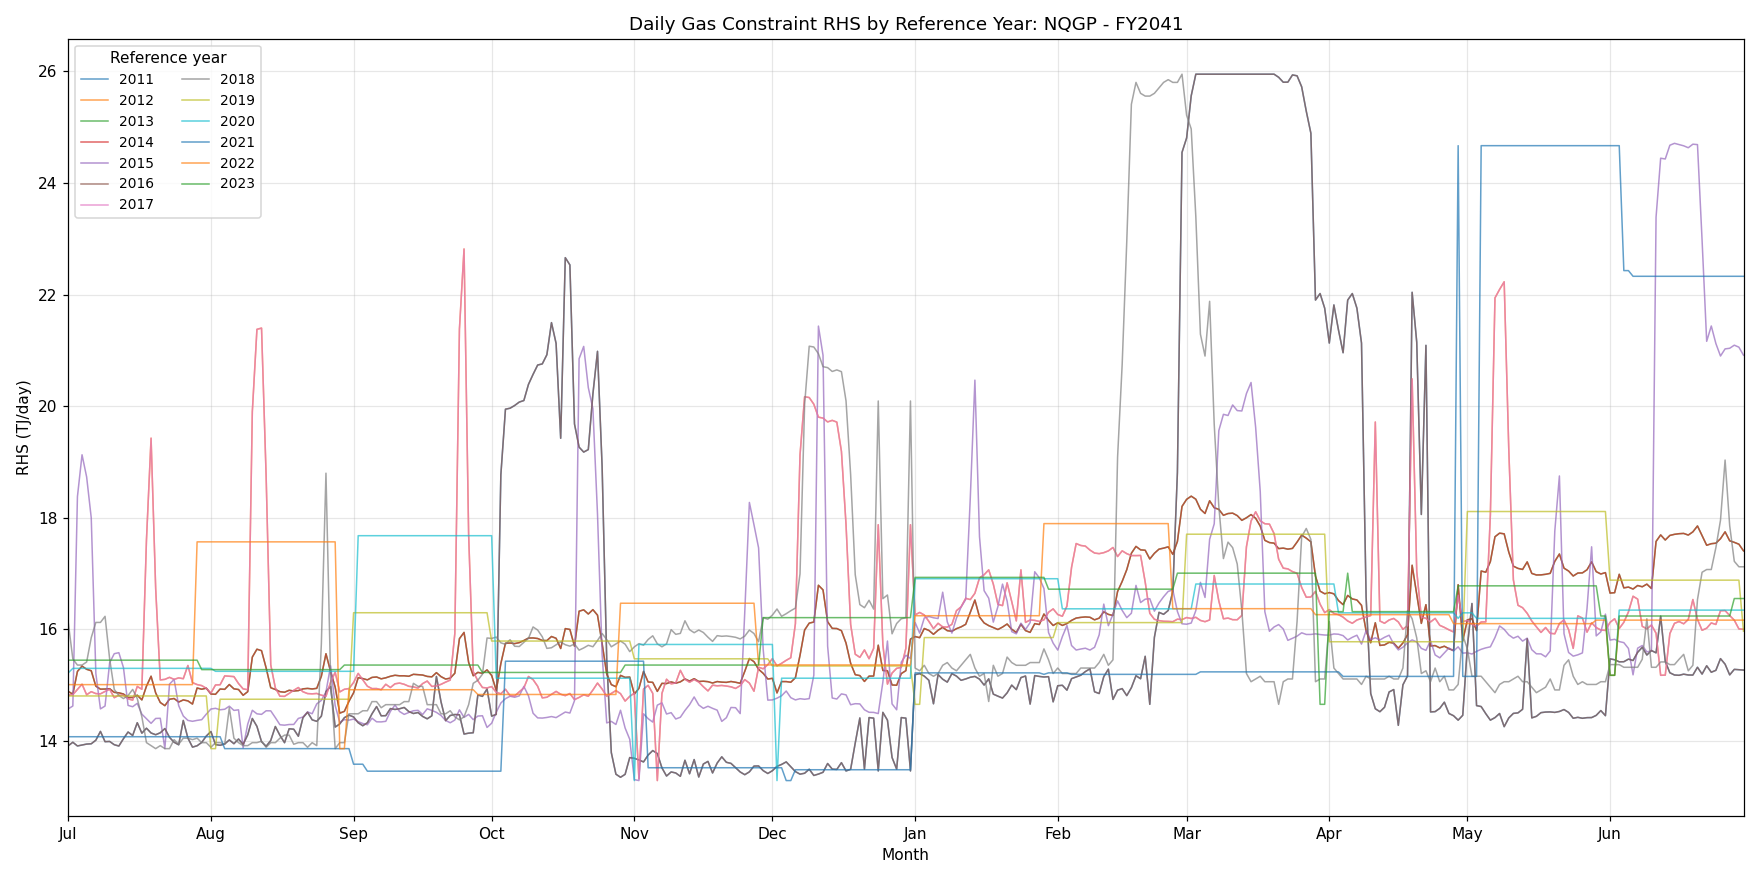 Daily Gas Constraint RHS by Reference Year: NQGP - FY2041
Reference year
2011 2018
2012 2019
2013 2020
2014 2021
2015 2022
2016 2023
2017
RHS (TJ/day)
26
24
22
20
18
16
14
Jul Aug Sep Oct Nov Dec Jan Feb Mar Apr May Jun
Month